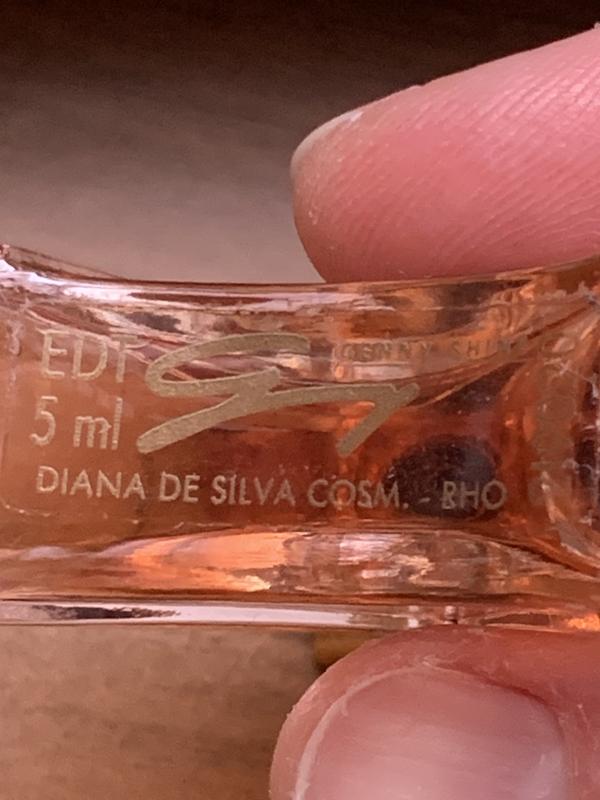 EDT
GENNY SHINE
5 ml
DIANA DE SILVA COSM. - RHO